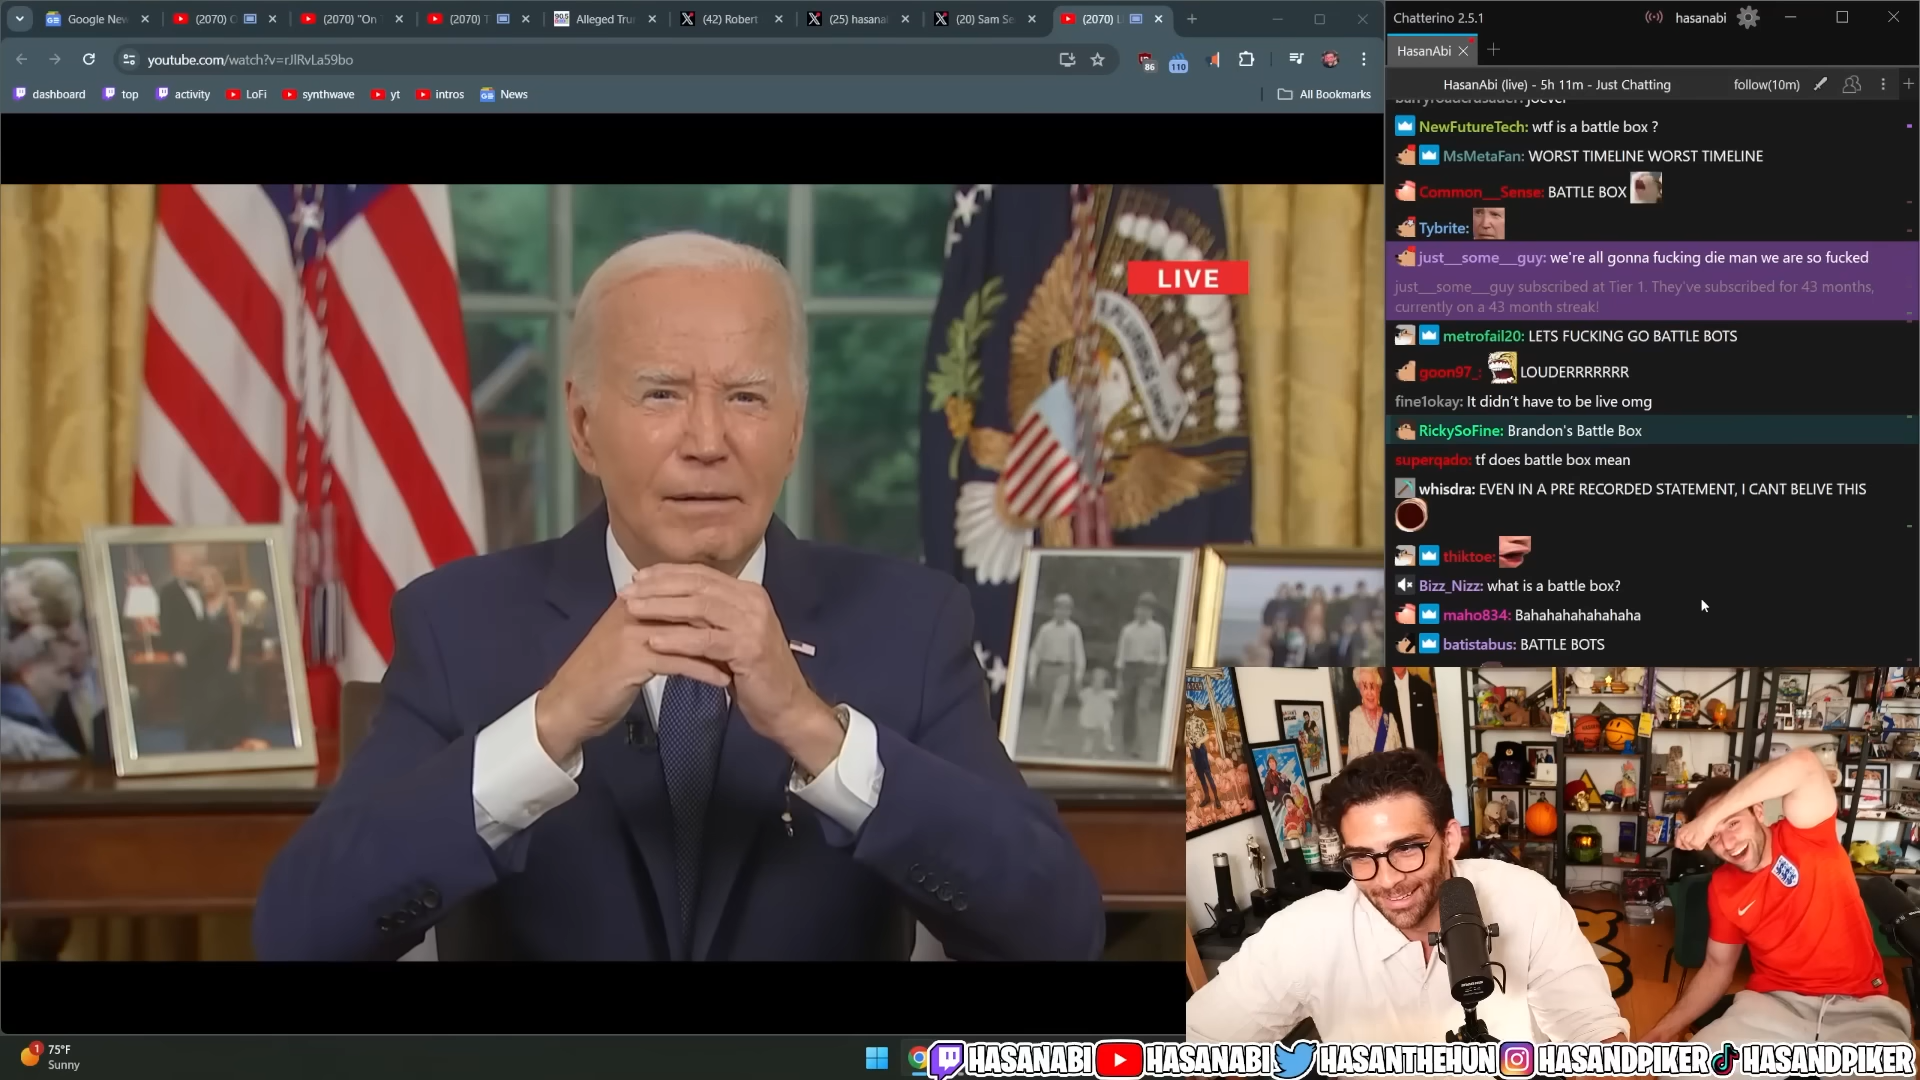 Google New
(2070) C
(2070) "On
(2070) T
Alleged Tru
(42) Robert
(25) hasana
(20) Sam Se
(2070) L
youtube.com/watch?v=rJlRvLa59bo
86
110
dashboard
top
activity
LoFi
synthwave
yt
intros
News
All Bookmarks
LIVE
E PLURIBUS UNUM
Chatterino 2.5.1
hasanabi
HasanAbi
HasanAbi (live) - 5h 11m - Just Chatting
follow(10m)
NewFutureTech: wtf is a battle box ?
MsMetaFan: WORST TIMELINE WORST TIMELINE
Common__Sense: BATTLE BOX
Tybrite:
just__some__guy: we're all gonna fucking die man we are so fucked
just__some__guy subscribed at Tier 1. They've subscribed for 43 months,
currently on a 43 month streak!
metrofail20: LETS FUCKING GO BATTLE BOTS
goon97_: LOUDERRRRRRR
fine1okay: It didn't have to be live omg
RickySoFine: Brandon's Battle Box
superqado: tf does battle box mean
whisdra: EVEN IN A PRE RECORDED STATEMENT, I CANT BELIVE THIS
thiktoe:
Bizz_Nizz: what is a battle box?
maho834: Bahahahahahahaha
batistabus: BATTLE BOTS
1
75°F
Sunny
HASANABI
HASANABI
HASANTHEHUN
HASANDPIKER
HASANDPIKER